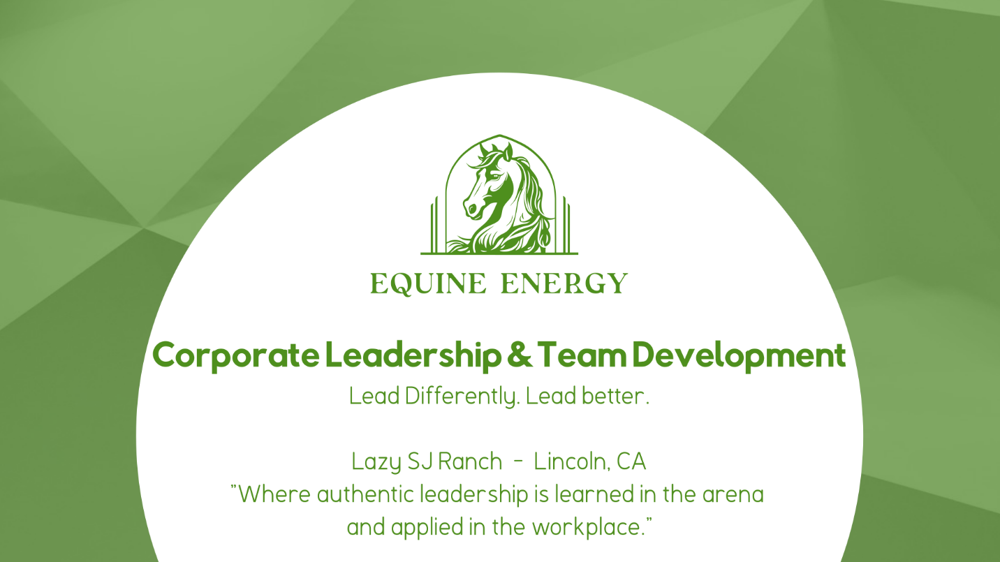 EQUINE ENERGY
Corporate Leadership & Team Development
Lead Differently. Lead better.
Lazy SJ Ranch - Lincoln, CA
"Where authentic leadership is learned in the arena
and applied in the workplace."